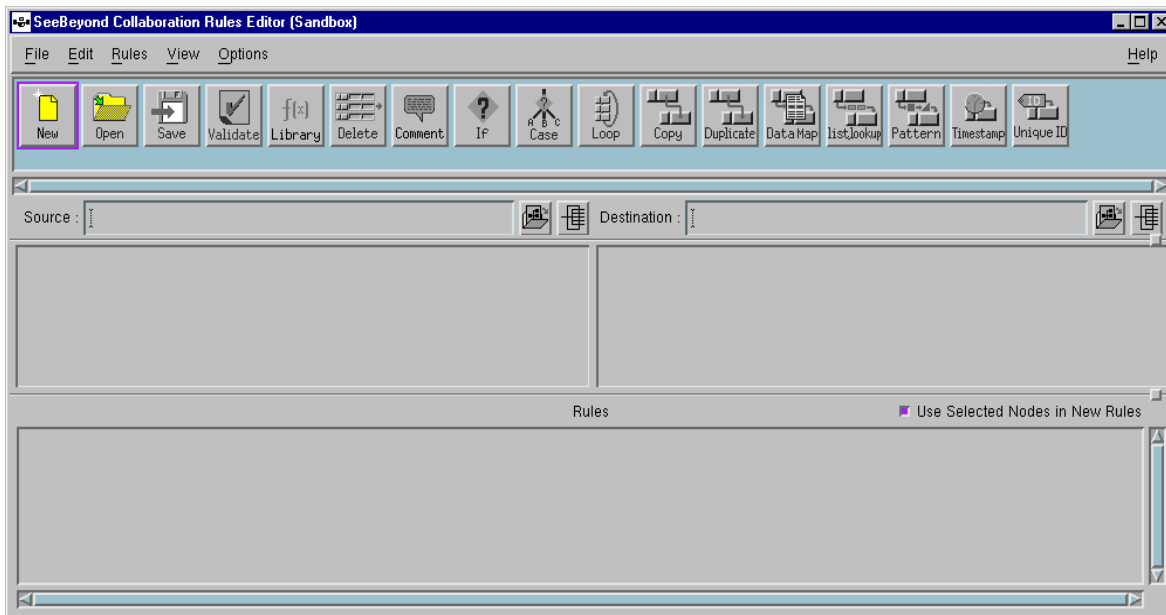 SeeBeyond Collaboration Rules Editor (Sandbox)
File Edit Rules View Options Help
New Open Save Validate Library Delete Comment If Case Loop Copy Duplicate Data Map list_lookup Pattern Timestamp Unique ID
Source : Destination :
Rules Use Selected Nodes in New Rules